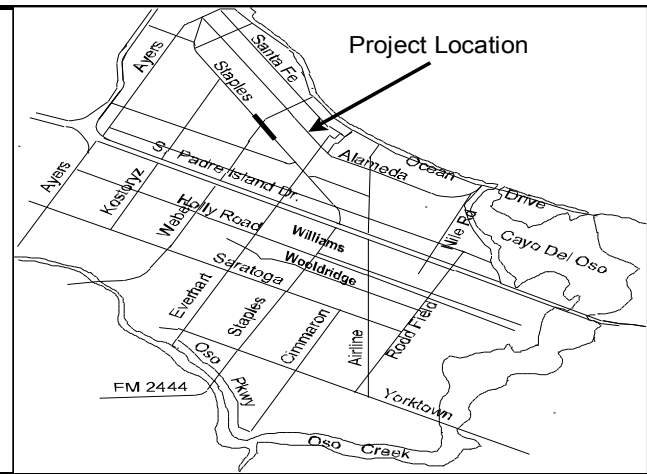 Project Location
Ayers
Santa Fe
Staples
S. Padre Island Dr.
Alameda
Ocean Drive
Ayers
Kostoryz
Weber
Holly Road
Williams
Wooldridge
Saratoga
Nile Rd
Cayo Del Oso
Everhart
Staples
Cimmaron
Airline
Rodd Field
Oso Pkwy
FM 2444
Yorktown
Oso Creek